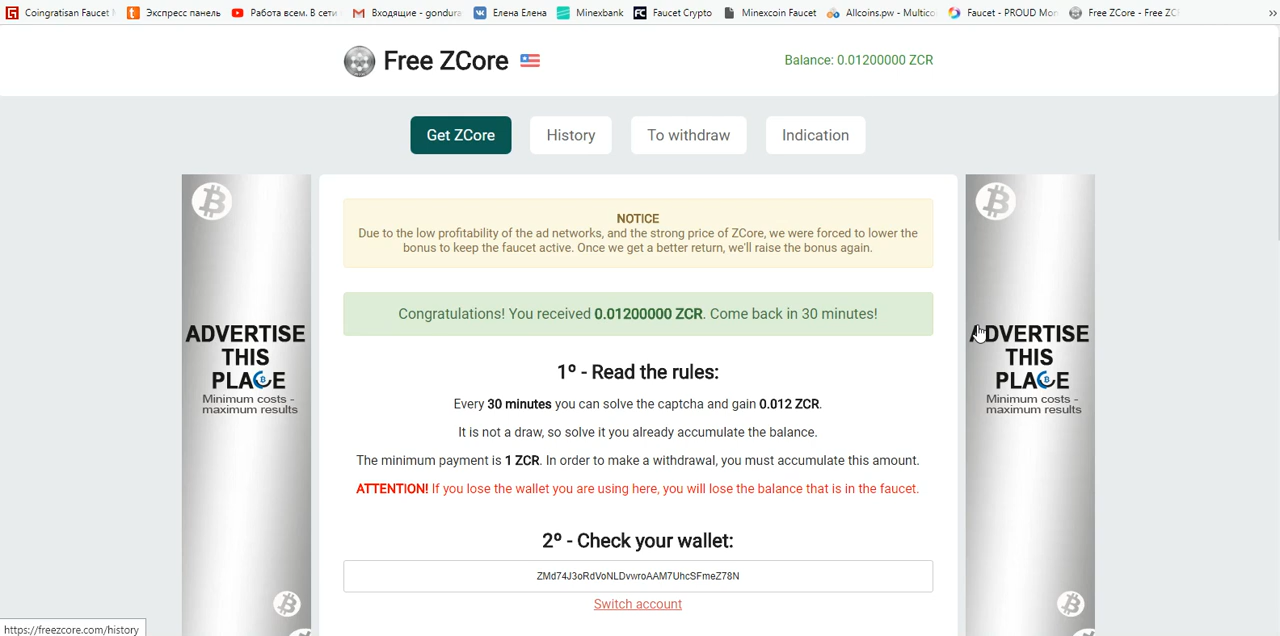 Coingratisan Faucet
Экспресс панель
Работа всем. В сети
Входящие - gondura
Елена Елена
Minexbank
Faucet Crypto
Minexcoin Faucet
Allcoins.pw - Multico
Faucet - PROUD Mon
Free ZCore - Free ZC
»
Free ZCore
Balance: 0.01200000 ZCR
Get ZCore
History
To withdraw
Indication
NOTICE
Due to the low profitability of the ad networks, and the strong price of ZCore, we were forced to lower the
bonus to keep the faucet active. Once we get a better return, we'll raise the bonus again.
Congratulations! You received 0.01200000 ZCR. Come back in 30 minutes!
ADVERTISE
THIS
PLACE
Minimum costs -
maximum results
ADVERTISE
THIS
PLACE
Minimum costs -
maximum results
1º - Read the rules:
Every 30 minutes you can solve the captcha and gain 0.012 ZCR.
It is not a draw, so solve it you already accumulate the balance.
The minimum payment is 1 ZCR. In order to make a withdrawal, you must accumulate this amount.
ATTENTION! If you lose the wallet you are using here, you will lose the balance that is in the faucet.
2º - Check your wallet:
ZMd74J3oRdVoNLDvwroAAM7UhcSFmeZ78N
Switch account
https://freezcore.com/history